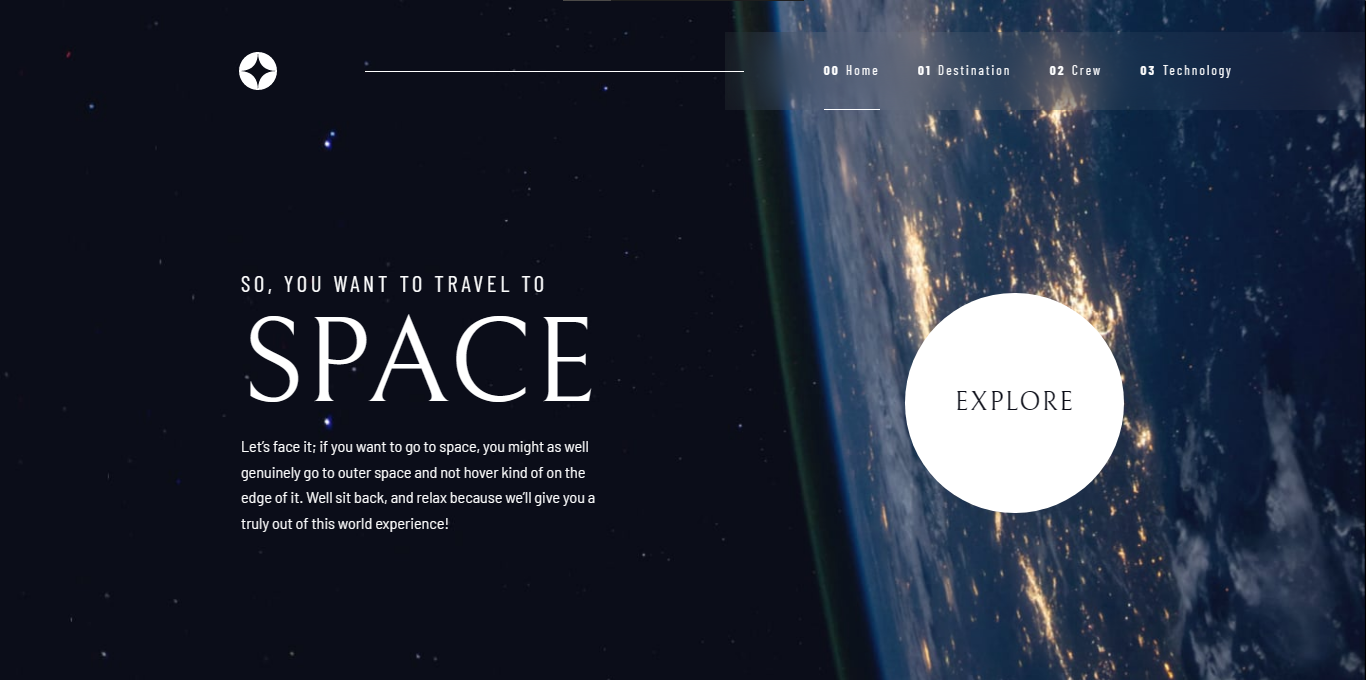 00 Home 01 Destination 02 Crew 03 Technology
SO, YOU WANT TO TRAVEL TO
SPACE
Let’s face it; if you want to go to space, you might as well
genuinely go to outer space and not hover kind of on the
edge of it. Well sit back, and relax because we’ll give you a
truly out of this world experience!
EXPLORE